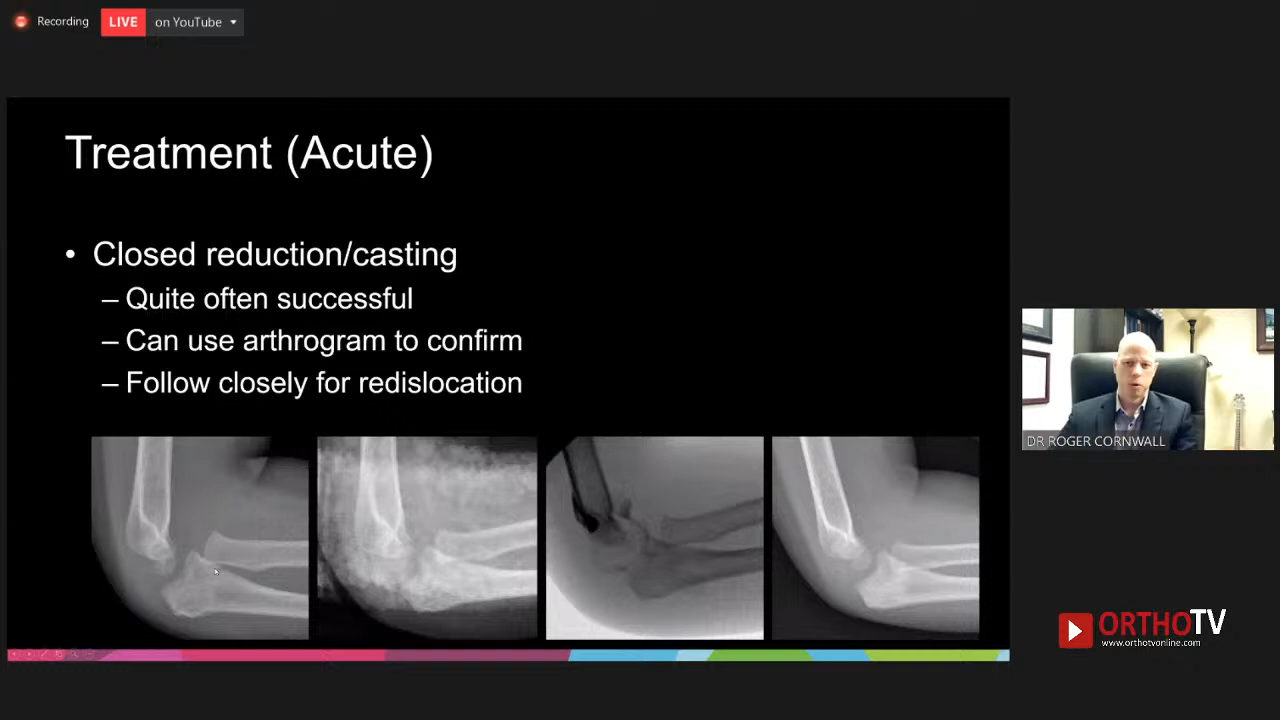 Recording
LIVE on YouTube
Treatment (Acute)
• Closed reduction/casting
– Quite often successful
– Can use arthrogram to confirm
– Follow closely for redislocation
DR ROGER CORNWALL
ORTHOTV
www.orthotvonline.com